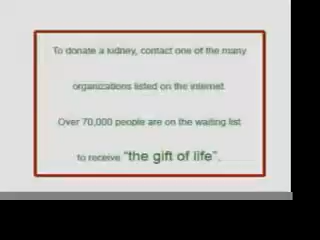 To donate a kidney, contact one of the many
organizations listed on the internet.
Over 70,000 people are on the waiting list
to receive "the gift of life".